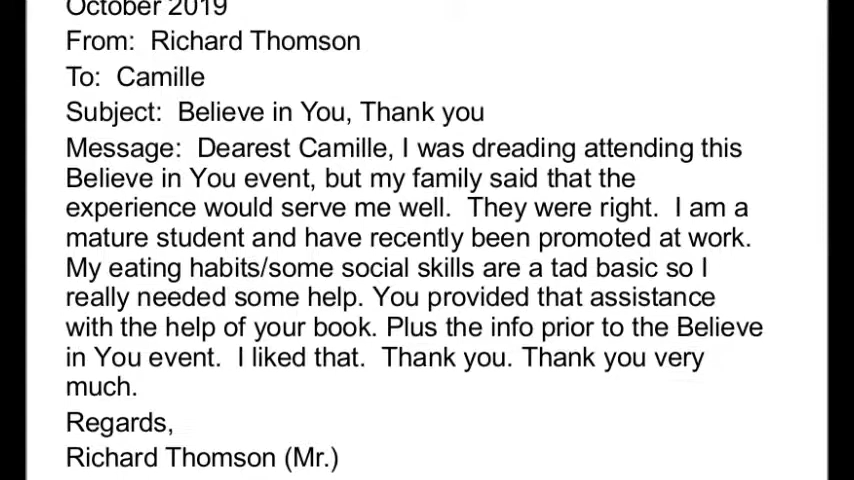 October 2019
From: Richard Thomson
To: Camille
Subject: Believe in You, Thank you
Message: Dearest Camille, I was dreading attending this
Believe in You event, but my family said that the
experience would serve me well. They were right. I am a
mature student and have recently been promoted at work.
My eating habits/some social skills are a tad basic so I
really needed some help. You provided that assistance
with the help of your book. Plus the info prior to the Believe
in You event. I liked that. Thank you. Thank you very
much.
Regards,
Richard Thomson (Mr.)